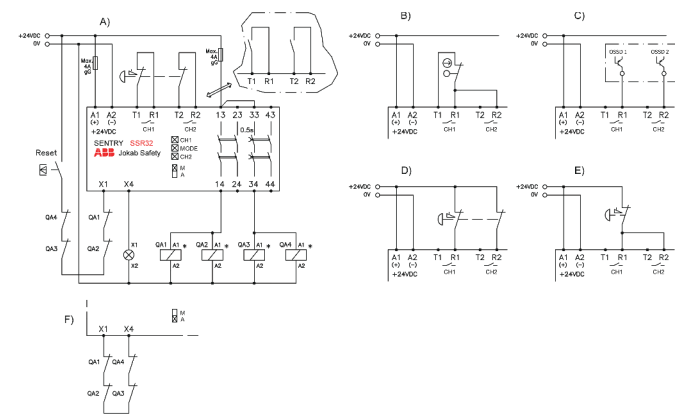 A)
+24VDC
0V
Max.
4A
gG
Max.
4A
gG
T1 R1 T2 R2
A1 A2 T1 R1 T2 R2 13 23 33 43
(+) (−) CH1 CH2
+24VDC
0.5s
SENTRY SSR32
ABB Jokab Safety
CH1
MODE
CH2
M
A
X1 X4 14 24 34 44
Reset
QA4 QA1
QA3 QA2
X1
X2
QA1 A1 * QA2 A1 * QA3 A1 * QA4 A1 *
A2 A2 A2 A2
B)
+24VDC
0V
A1 A2 T1 R1 T2 R2
(+) (−) CH1 CH2
+24VDC
C)
+24VDC
0V
OSSD 1 OSSD 2
A1 A2 T1 R1 T2 R2
(+) (−) CH1 CH2
+24VDC
D)
+24VDC
0V
A1 A2 T1 R1 T2 R2
(+) (−) CH1 CH2
+24VDC
E)
+24VDC
0V
A1 A2 T1 R1 T2 R2
(+) (−) CH1 CH2
+24VDC
F)
M
A
X1 X4
QA1 QA4
QA2 QA3